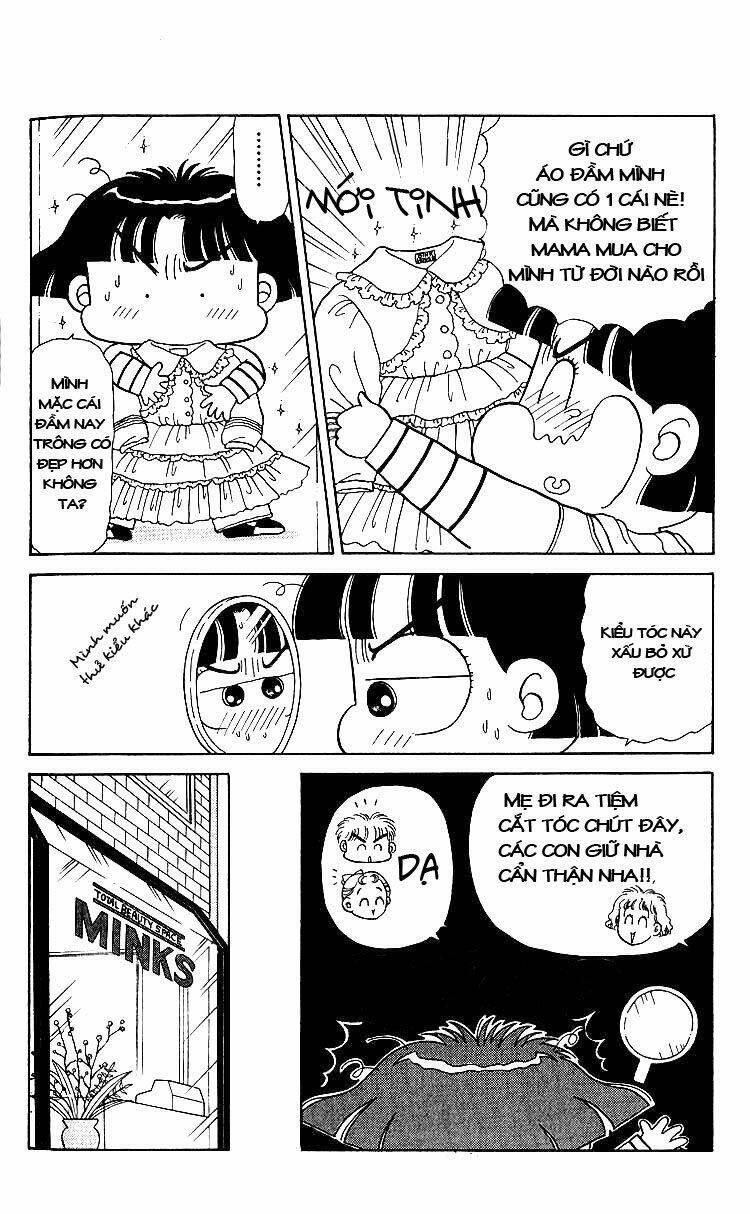 GÌ CHỨ
ÁO ĐẦM MÌNH
CŨNG CÓ 1 CÁI NÈ!
MÀ KHÔNG BIẾT
MAMA MUA CHO
MÌNH TỪ ĐỜI NÀO RỒI
MỚI TINH
..........
MÌNH
MẶC CÁI
ĐẦM NAY
TRÔNG CÓ
ĐẸP HƠN
KHÔNG
TA?
KIỂU TÓC NÀY
XẤU BỎ XỪ
ĐƯỢC
Mình muốn
thử kiểu khác
MẸ ĐI RA TIỆM
CẮT TÓC CHÚT ĐÂY,
CÁC CON GIỮ NHÀ
CẨN THẬN NHA!!,
DẠ
TOTAL BEAUTY SPACE
MINKS